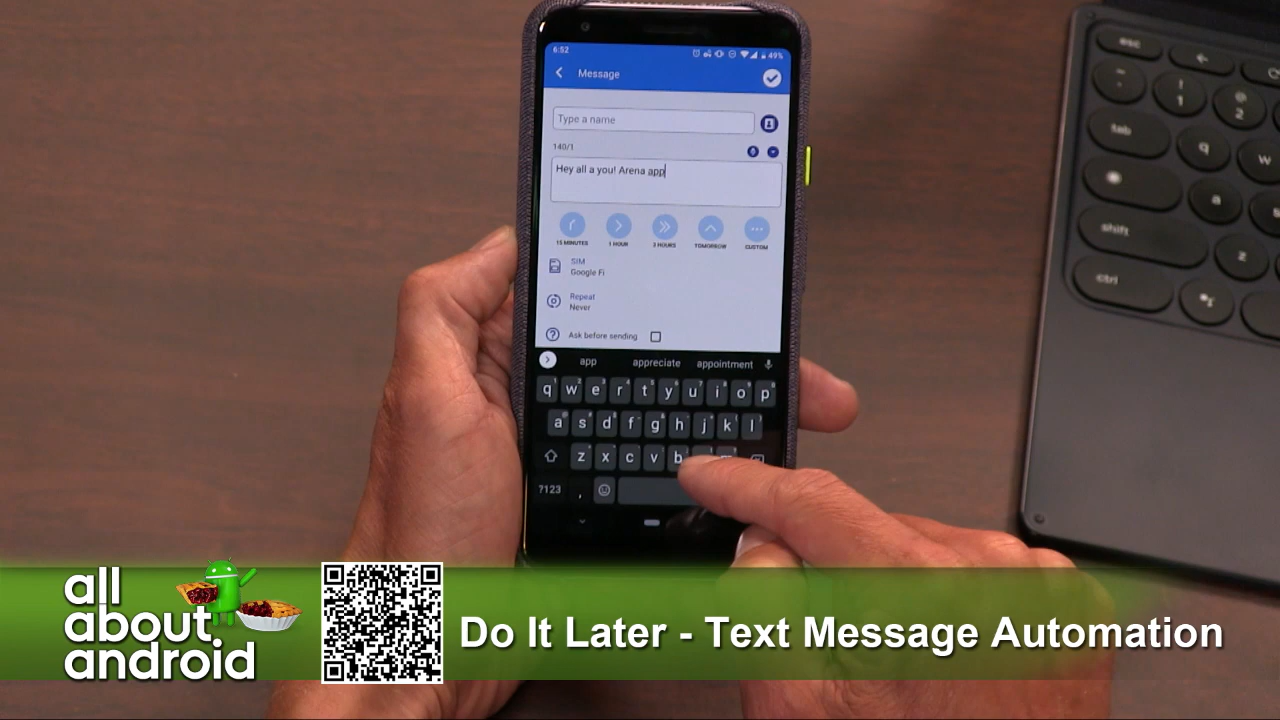 6:52
49%
Message
Type a name
140/1
Hey all a you! Arena app
15 MINUTES
1 HOUR
3 HOURS
TOMORROW
CUSTOM
SIM
Google Fi
Repeat
Never
Ask before sending
app appreciate appointment
q w e r t y u i o p
a s d f g h j k l
z x c v b
?123 ,
esc
! 1
@ 2
tab q w
a
shift z
ctrl
all about android
Do It Later - Text Message Automation